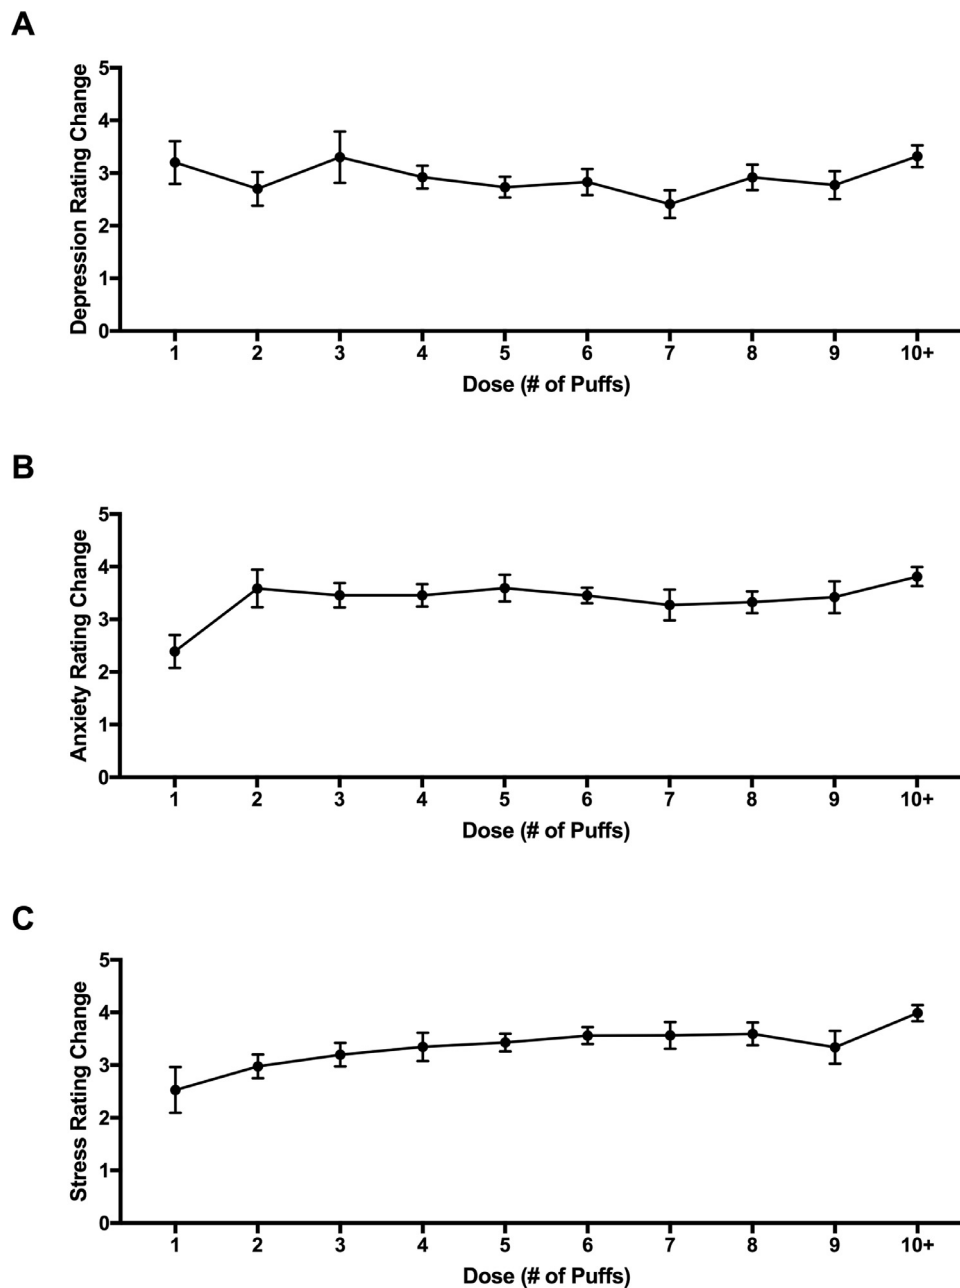 A
Depression Rating Change
5
4
3
2
1
0
1 2 3 4 5 6 7 8 9 10+
Dose (# of Puffs)
B
Anxiety Rating Change
5
4
3
2
1
0
1 2 3 4 5 6 7 8 9 10+
Dose (# of Puffs)
C
Stress Rating Change
5
4
3
2
1
0
1 2 3 4 5 6 7 8 9 10+
Dose (# of Puffs)